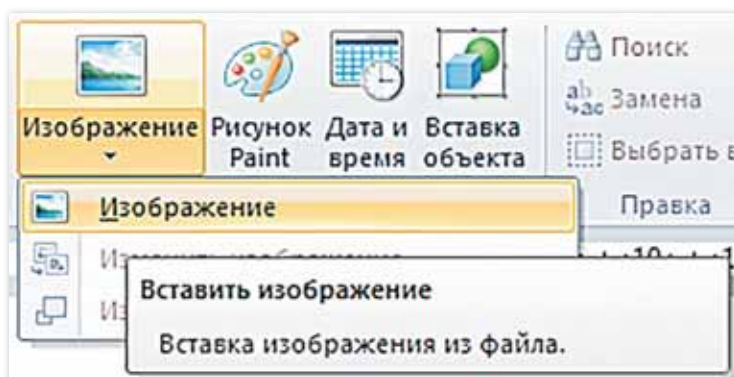 Изображение
Рисунок Paint
Дата и время
Вставка объекта
Поиск
Замена
Выбрать
Правка
Изображение
Вставить изображение
Вставка изображения из файла.